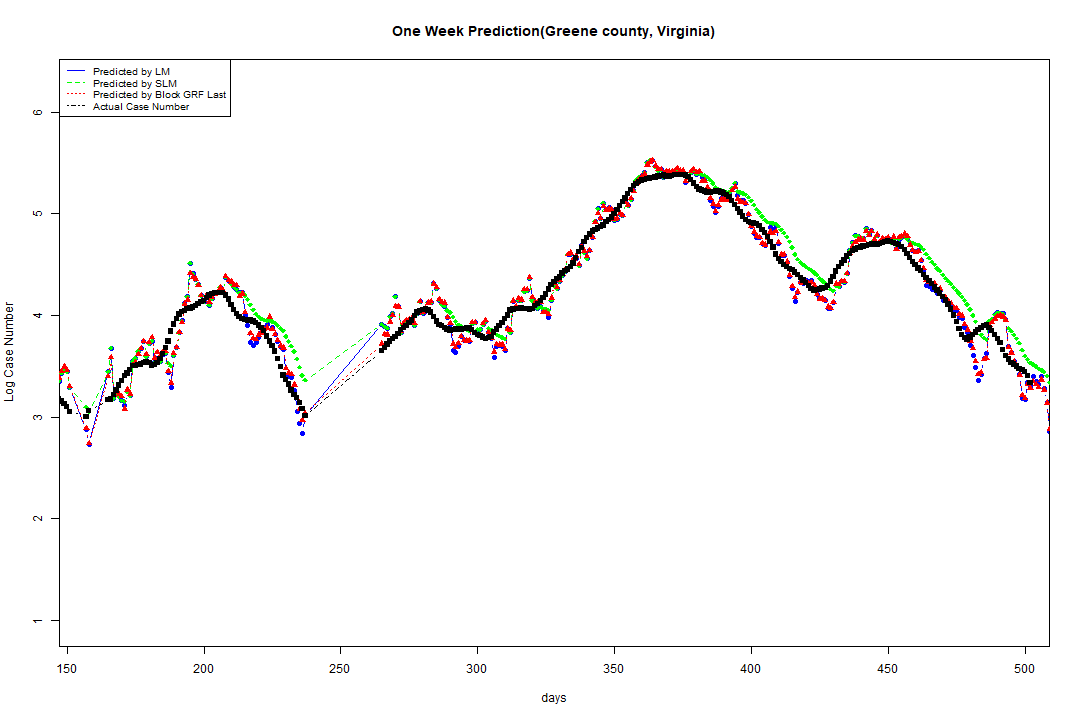 One Week Prediction(Greene county, Virginia)
Predicted by LM
Predicted by SLM
Predicted by Block GRF Last
Actual Case Number
6
5
4
3
2
1
Log Case Number
150 200 250 300 350 400 450 500
days